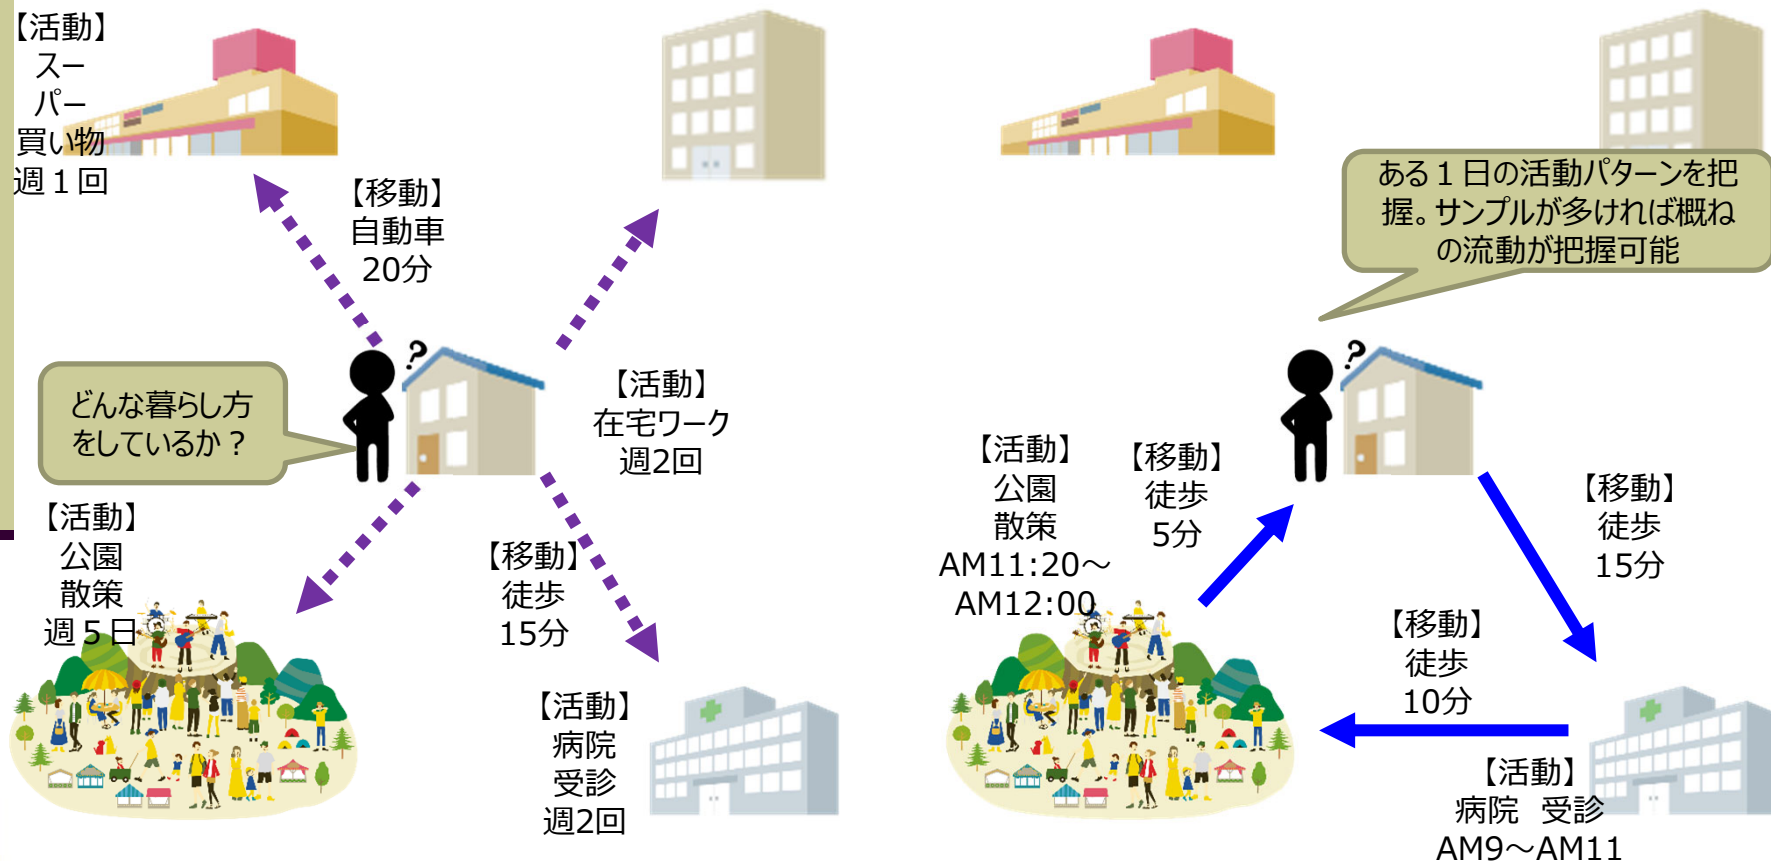 【活動】
スー
パー
買い物
週１回
【移動】
自動車
20分
どんな暮らし方
をしているか？
【活動】
在宅ワーク
週2回
【活動】
公園
散策
週５日
【移動】
徒歩
15分
【活動】
病院
受診
週2回
ある１日の活動パターンを把
握。サンプルが多ければ概ね
の流動が把握可能
【活動】
公園
散策
AM11:20～
AM12:00
【移動】
徒歩
5分
【移動】
徒歩
15分
【移動】
徒歩
10分
【活動】
病院　受診
AM9～AM11
?
?